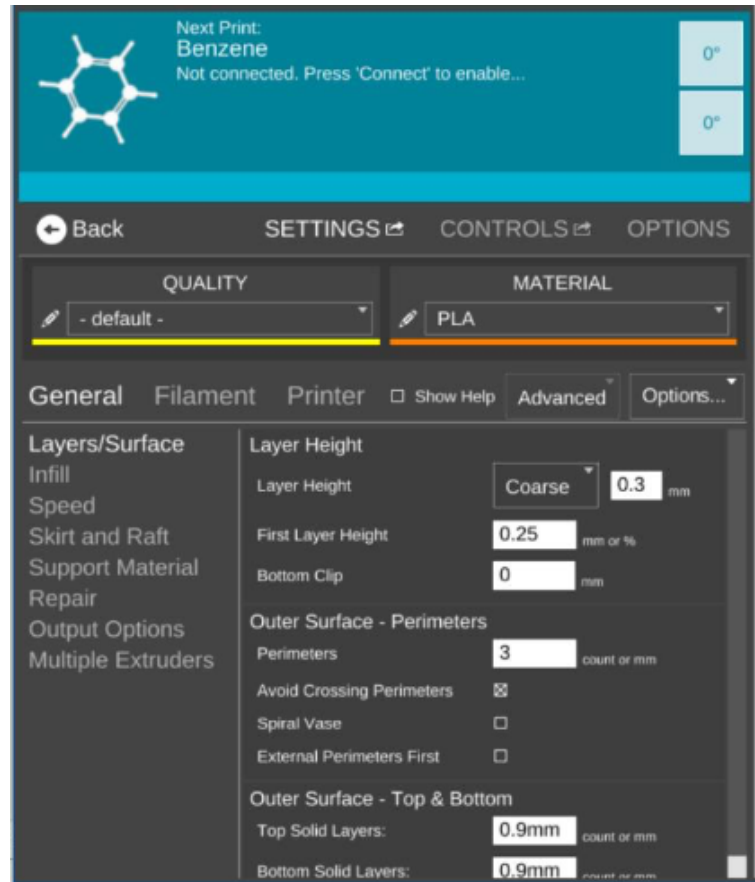 Next Print:
Benzene
Not connected. Press 'Connect' to enable...
0°
0°
Back SETTINGS CONTROLS OPTIONS
QUALITY MATERIAL
- default - PLA
General Filament Printer Show Help Advanced Options...
Layers/Surface
Infill
Speed
Skirt and Raft
Support Material
Repair
Output Options
Multiple Extruders
Layer Height
Layer Height Coarse 0.3 mm
First Layer Height 0.25 mm or %
Bottom Clip 0 mm
Outer Surface - Perimeters
Perimeters 3 count or mm
Avoid Crossing Perimeters
Spiral Vase
External Perimeters First
Outer Surface - Top & Bottom
Top Solid Layers: 0.9mm count or mm
Bottom Solid Layers: 0.9mm count or mm